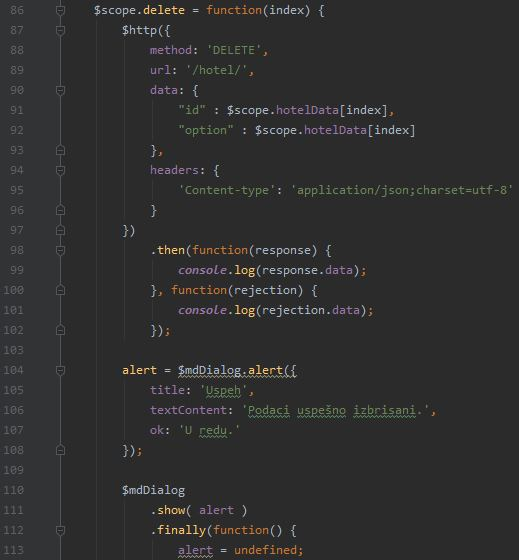 86 $scope.delete = function(index) {
87 $http({
88 method: 'DELETE',
89 url: '/hotel/',
90 data: {
91 "id" : $scope.hotelData[index],
92 "option" : $scope.hotelData[index]
93 },
94 headers: {
95 'Content-type': 'application/json;charset=utf-8'
96 }
97 })
98 .then(function(response) {
99 console.log(response.data);
100 }, function(rejection) {
101 console.log(rejection.data);
102 });
103
104 alert = $mdDialog.alert({
105 title: 'Uspeh',
106 textContent: 'Podaci uspešno izbrisani.',
107 ok: 'U redu.'
108 });
109
110 $mdDialog
111 .show( alert )
112 .finally(function() {
113 alert = undefined;